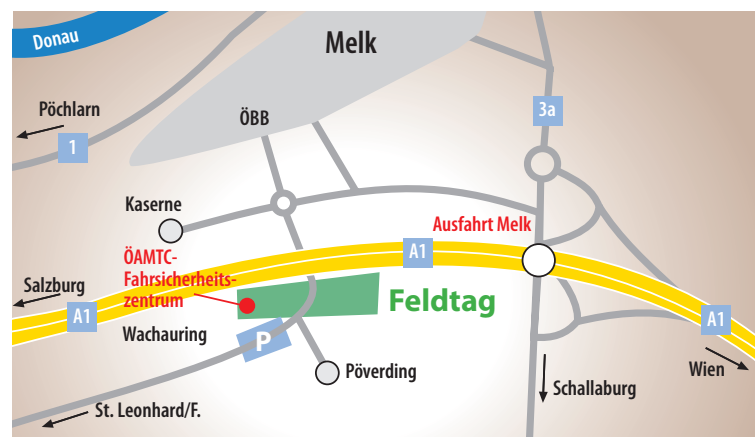 Donau
Melk
Pöchlarn
1
ÖBB
3a
Kaserne
Ausfahrt Melk
ÖAMTC-
Fahrsicherheits-
zentrum
A1
Salzburg
A1
Feldtag
A1
Wachauring
P
Pöverding
Wien
Schallaburg
St. Leonhard/F.